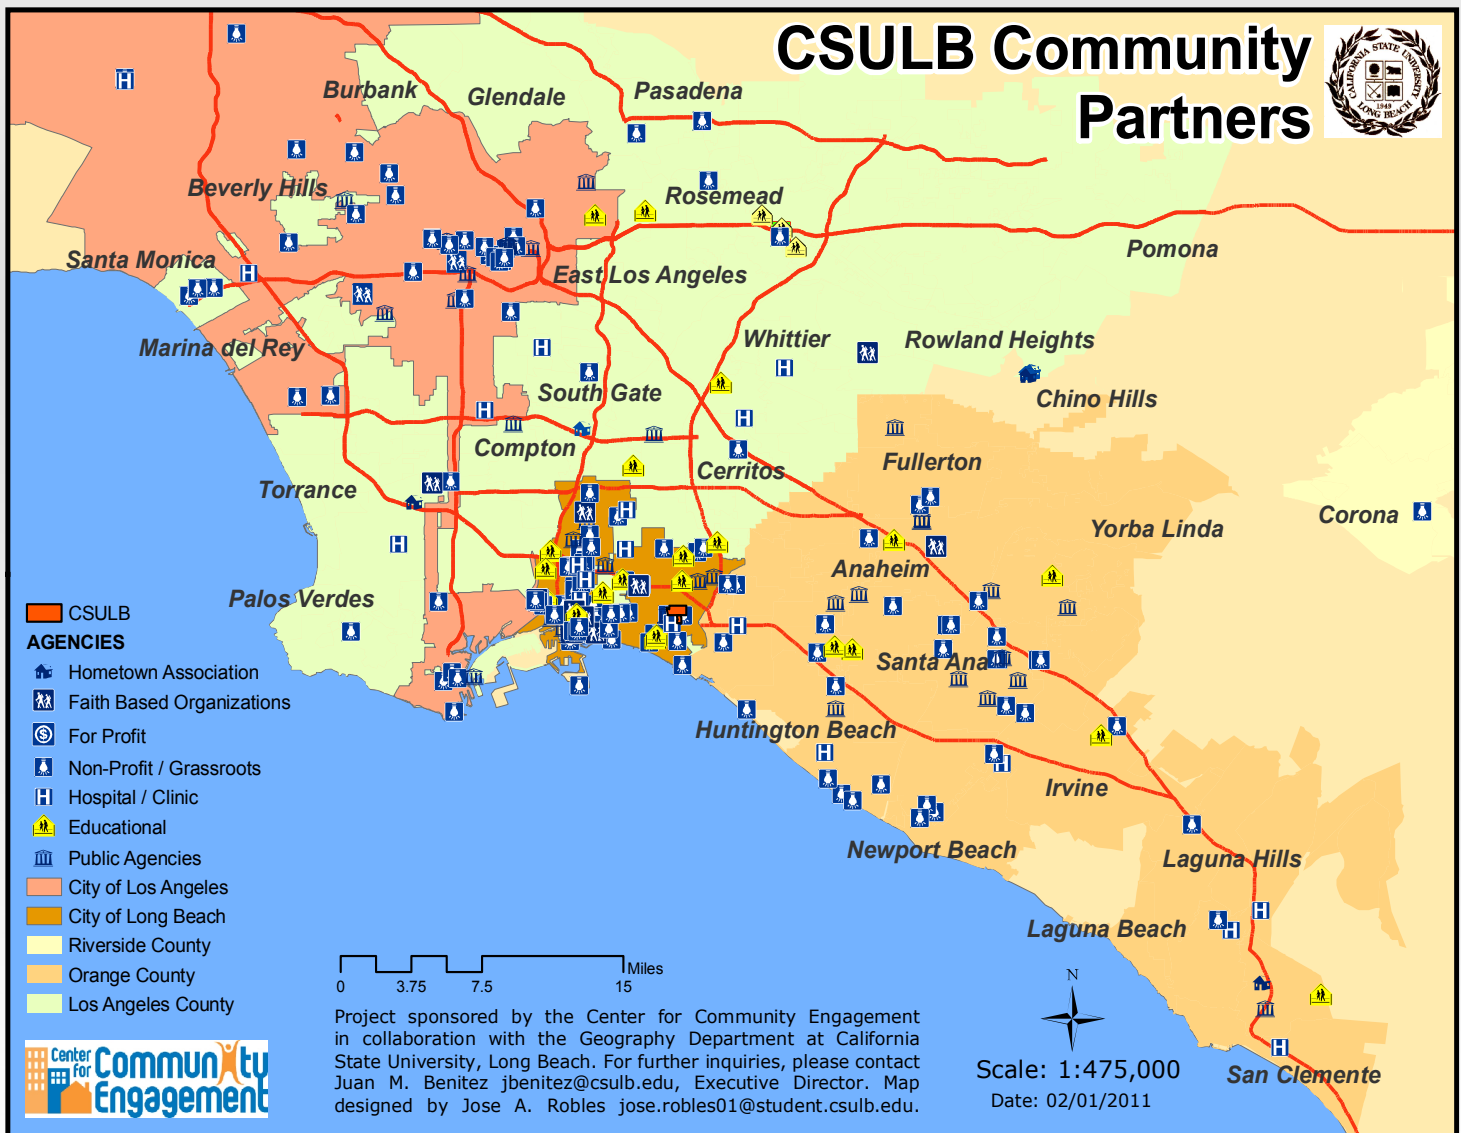 CSULB Community
Partners
CALIFORNIA STATE UNIVERSITY
1949
LONG BEACH
Burbank
Glendale
Pasadena
Beverly Hills
Rosemead
Santa Monica
East Los Angeles
Pomona
Marina del Rey
Whittier
Rowland Heights
South Gate
Chino Hills
Compton
Cerritos
Fullerton
Torrance
Corona
Yorba Linda
Anaheim
Palos Verdes
Santa Ana
Huntington Beach
Irvine
Newport Beach
Laguna Hills
Laguna Beach
San Clemente
CSULB
AGENCIES
Hometown Association
Faith Based Organizations
For Profit
Non-Profit / Grassroots
Hospital / Clinic
Educational
Public Agencies
City of Los Angeles
City of Long Beach
Riverside County
Orange County
Los Angeles County
Miles
0 3.75 7.5 15
Project sponsored by the Center for Community Engagement
in collaboration with the Geography Department at California
State University, Long Beach. For further inquiries, please contact
Juan M. Benitez jbenitez@csulb.edu, Executive Director. Map
designed by Jose A. Robles jose.robles01@student.csulb.edu.
N
Scale: 1:475,000
Date: 02/01/2011
Center for Community
Engagement